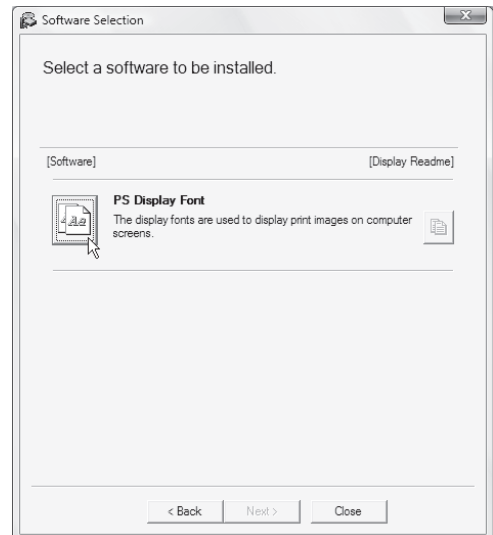 Software Selection
Select a software to be installed.
[Software] [Display Readme]
PS Display Font
The display fonts are used to display print images on computer
screens.
< Back Next > Close